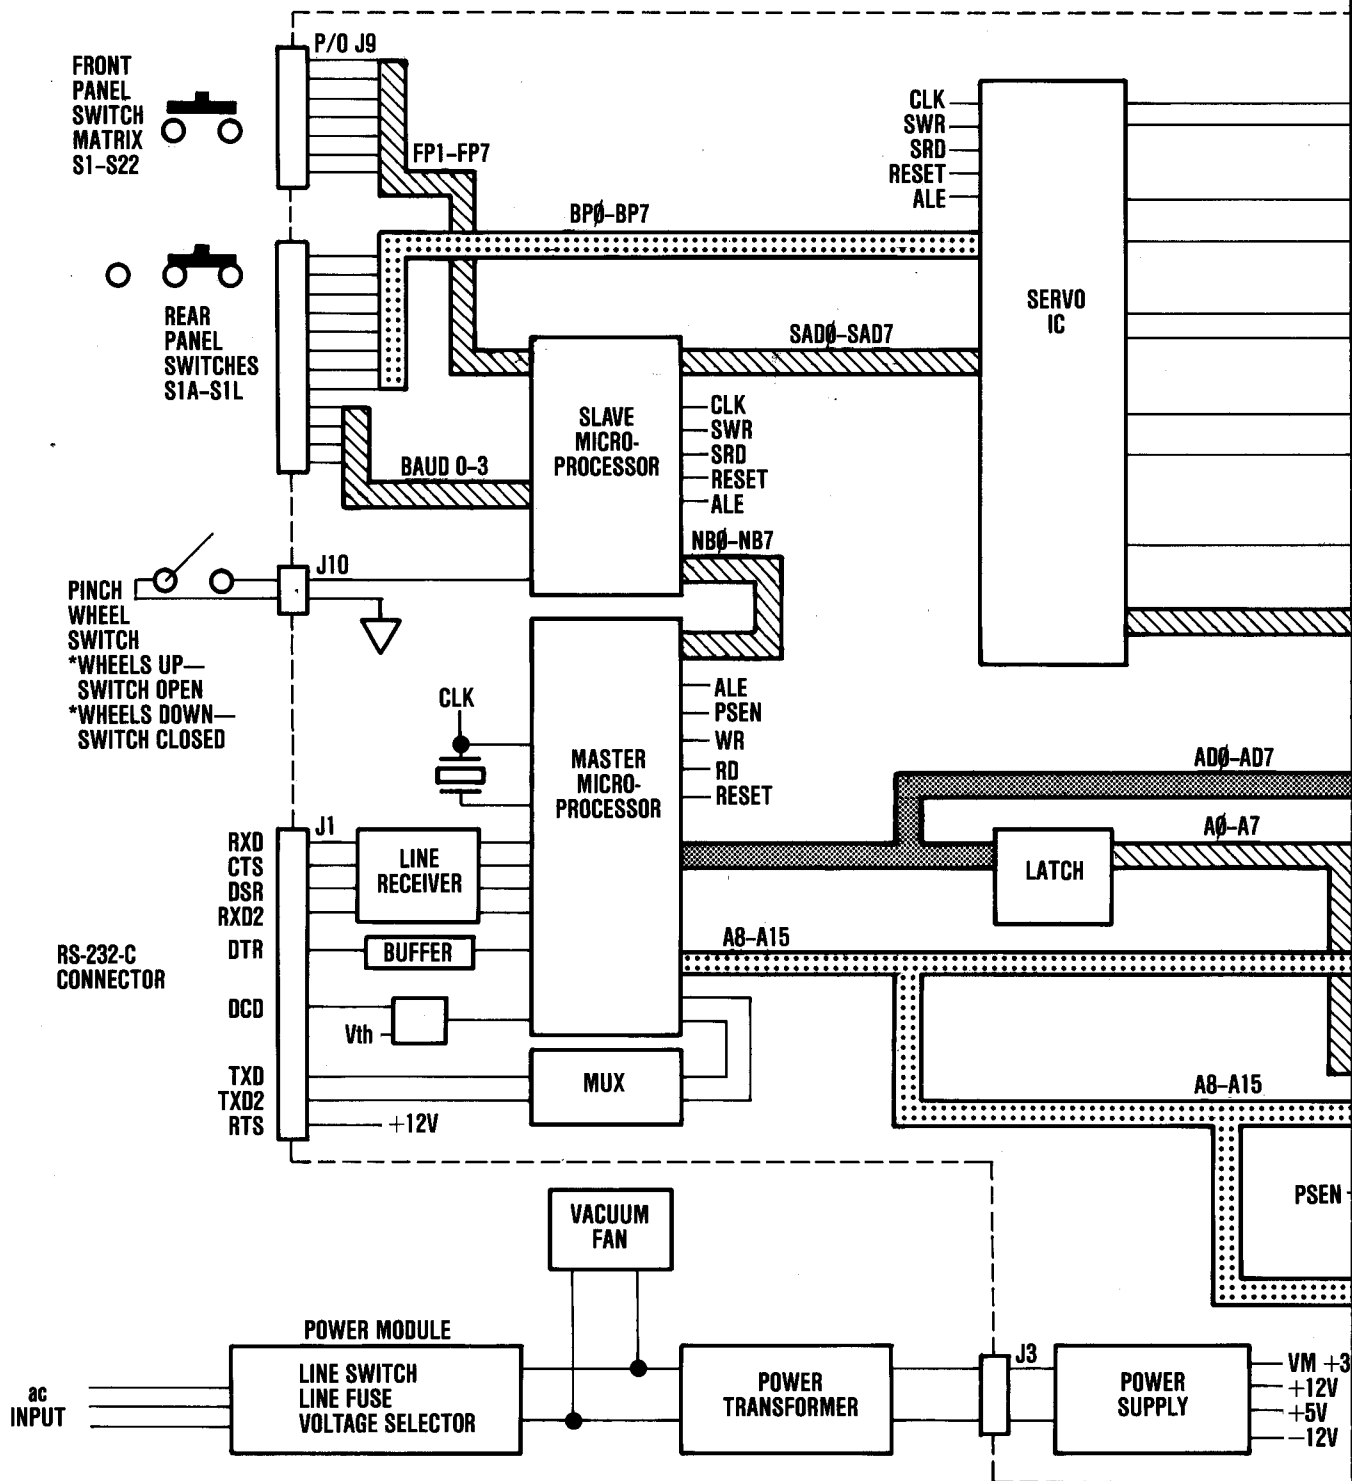 P/O J9
FRONT
PANEL
SWITCH
MATRIX
S1-S22
FP1-FP7
CLK
SWR
SRD
RESET
ALE
BPØ-BP7
REAR
PANEL
SWITCHES
S1A-S1L
SERVO
IC
SADØ-SAD7
SLAVE
MICRO-
PROCESSOR
CLK
SWR
SRD
RESET
ALE
BAUD 0-3
NBØ-NB7
J10
PINCH
WHEEL
SWITCH
*WHEELS UP—
SWITCH OPEN
*WHEELS DOWN—
SWITCH CLOSED
CLK
MASTER
MICRO-
PROCESSOR
ALE
PSEN
WR
RD
RESET
ADØ-AD7
AØ-A7
LATCH
J1
RXD
CTS
DSR
RXD2
LINE
RECEIVER
DTR
BUFFER
A8-A15
RS-232-C
CONNECTOR
DCD
Vth
TXD
TXD2
RTS
MUX
+12V
A8-A15
PSEN
VACUUM
FAN
POWER MODULE
ac
INPUT
LINE SWITCH
LINE FUSE
VOLTAGE SELECTOR
POWER
TRANSFORMER
J3
POWER
SUPPLY
VM +3
+12V
+5V
-12V